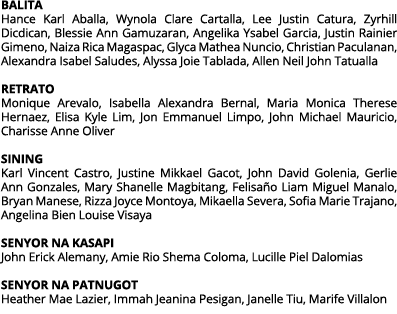 BALITA
Hance Karl Aballa, Wynola Clare Cartalla, Lee Justin Catura, Zyrhill
Dicdican, Blessie Ann Gamuzaran, Angelika Ysabel Garcia, Justin Rainier
Gimeno, Naiza Rica Magaspac, Glyca Mathea Nuncio, Christian Paculanan,
Alexandra Isabel Saludes, Alyssa Joie Tablada, Allen Neil John Tatualla
RETRATO
Monique Arevalo, Isabella Alexandra Bernal, Maria Monica Therese
Hernaez, Elisa Kyle Lim, Jon Emmanuel Limpo, John Michael Mauricio,
Charisse Anne Oliver
SINING
Karl Vincent Castro, Justine Mikkael Gacot, John David Golenia, Gerlie
Ann Gonzales, Mary Shanelle Magbitang, Felisaño Liam Miguel Manalo,
Bryan Manese, Rizza Joyce Montoya, Mikaella Severa, Sofia Marie Trajano,
Angelina Bien Louise Visaya
SENYOR NA KASAPI
John Erick Alemany, Amie Rio Shema Coloma, Lucille Piel Dalomias
SENYOR NA PATNUGOT
Heather Mae Lazier, Immah Jeanina Pesigan, Janelle Tiu, Marife Villalon